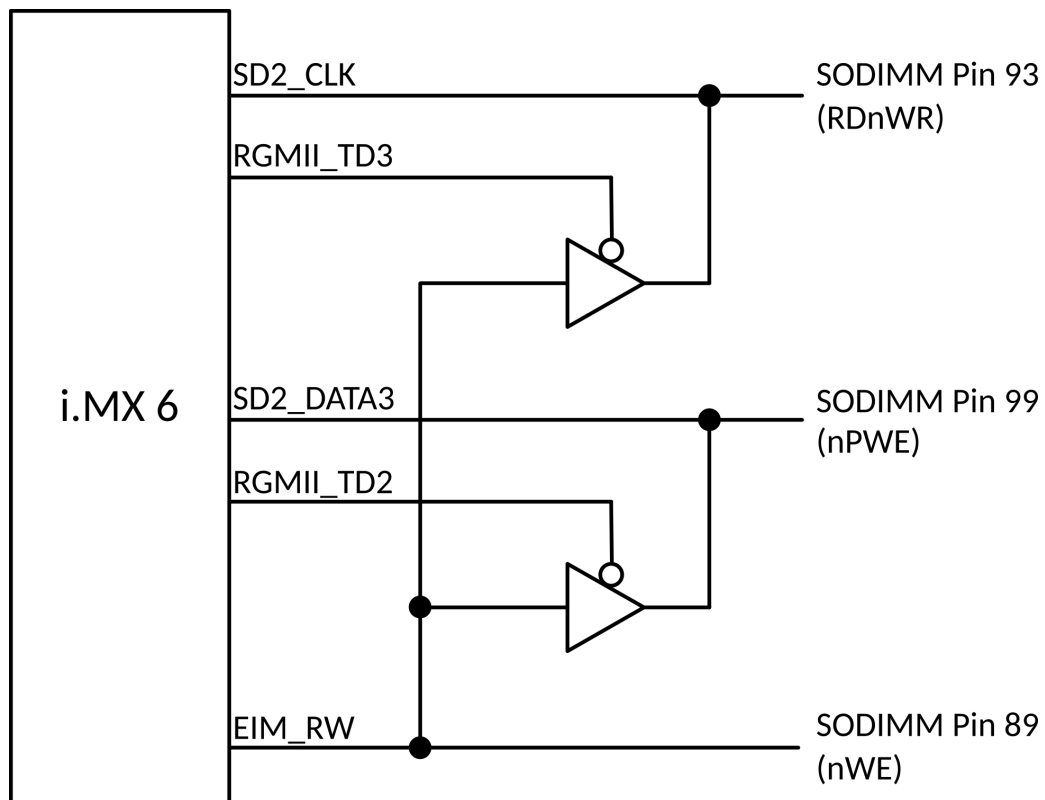 SD2_CLK
SODIMM Pin 93
(RDnWR)
RGMII_TD3
i.MX 6
SD2_DATA3
SODIMM Pin 99
(nPWE)
RGMII_TD2
EIM_RW
SODIMM Pin 89
(nWE)